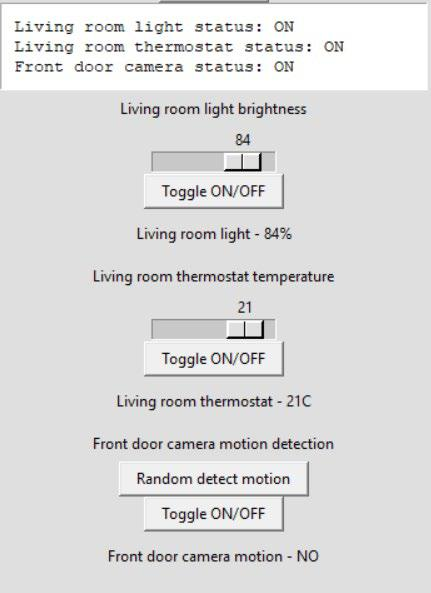 Living room light status: ON
Living room thermostat status: ON
Front door camera status: ON
Living room light brightness
84
Toggle ON/OFF
Living room light - 84%
Living room thermostat temperature
21
Toggle ON/OFF
Living room thermostat - 21C
Front door camera motion detection
Random detect motion
Toggle ON/OFF
Front door camera motion - NO